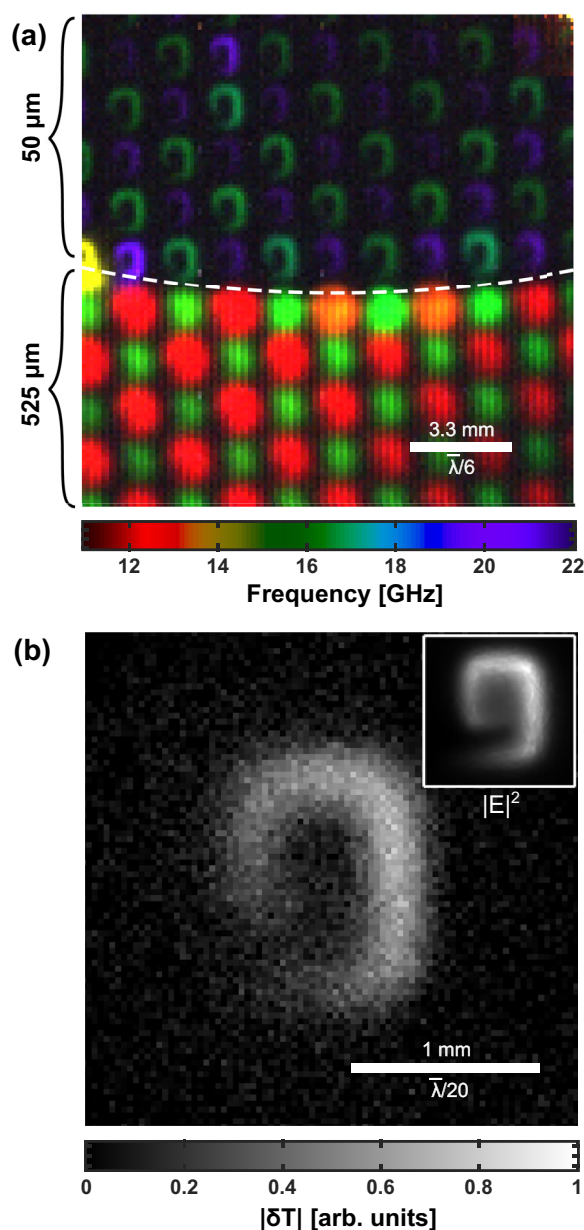 (a)
50 µm
525 µm
3.3 mm
λ̅/6
12 14 16 18 20 22
Frequency [GHz]
(b)
|E|²
1 mm
λ̅/20
0 0.2 0.4 0.6 0.8 1
|δT| [arb. units]